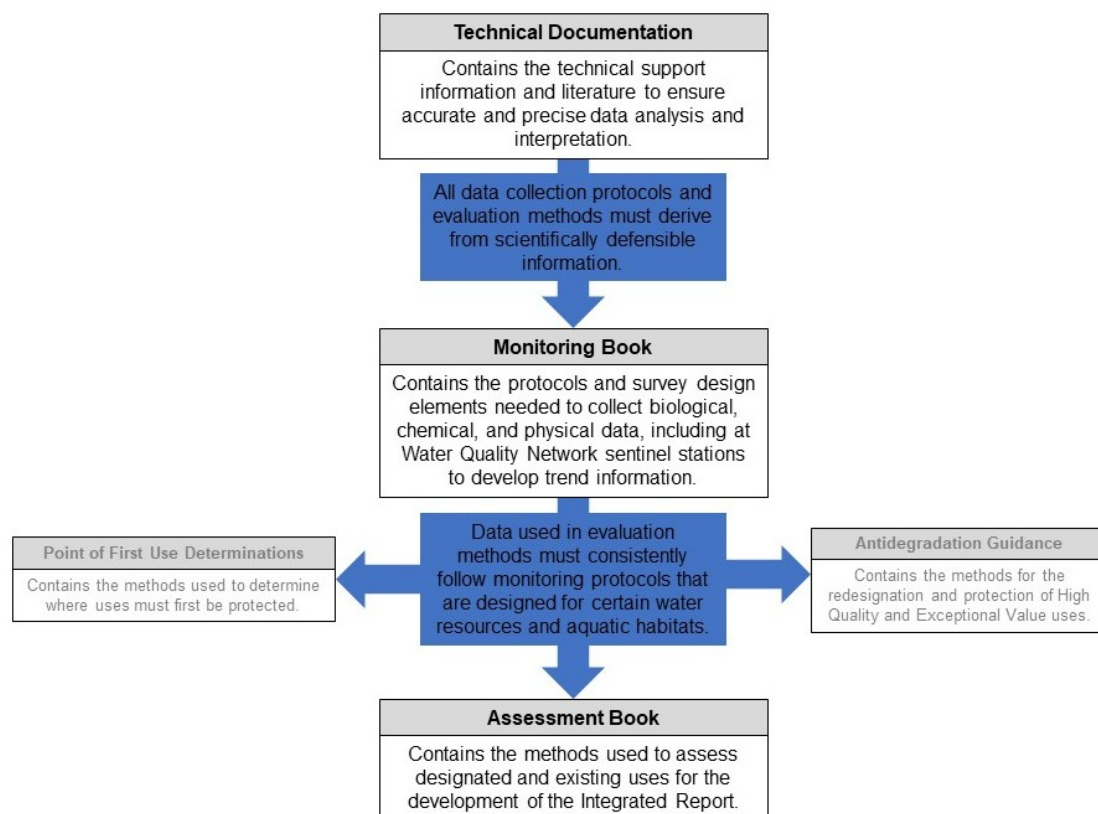 Technical Documentation
Contains the technical support
information and literature to ensure
accurate and precise data analysis and
interpretation.
All data collection protocols and
evaluation methods must derive
from scientifically defensible
information.
Monitoring Book
Contains the protocols and survey design
elements needed to collect biological,
chemical, and physical data, including at
Water Quality Network sentinel stations
to develop trend information.
Point of First Use Determinations
Contains the methods used to determine
where uses must first be protected.
Data used in evaluation
methods must consistently
follow monitoring protocols that
are designed for certain water
resources and aquatic habitats.
Antidegradation Guidance
Contains the methods for the
redesignation and protection of High
Quality and Exceptional Value uses.
Assessment Book
Contains the methods used to assess
designated and existing uses for the
development of the Integrated Report.